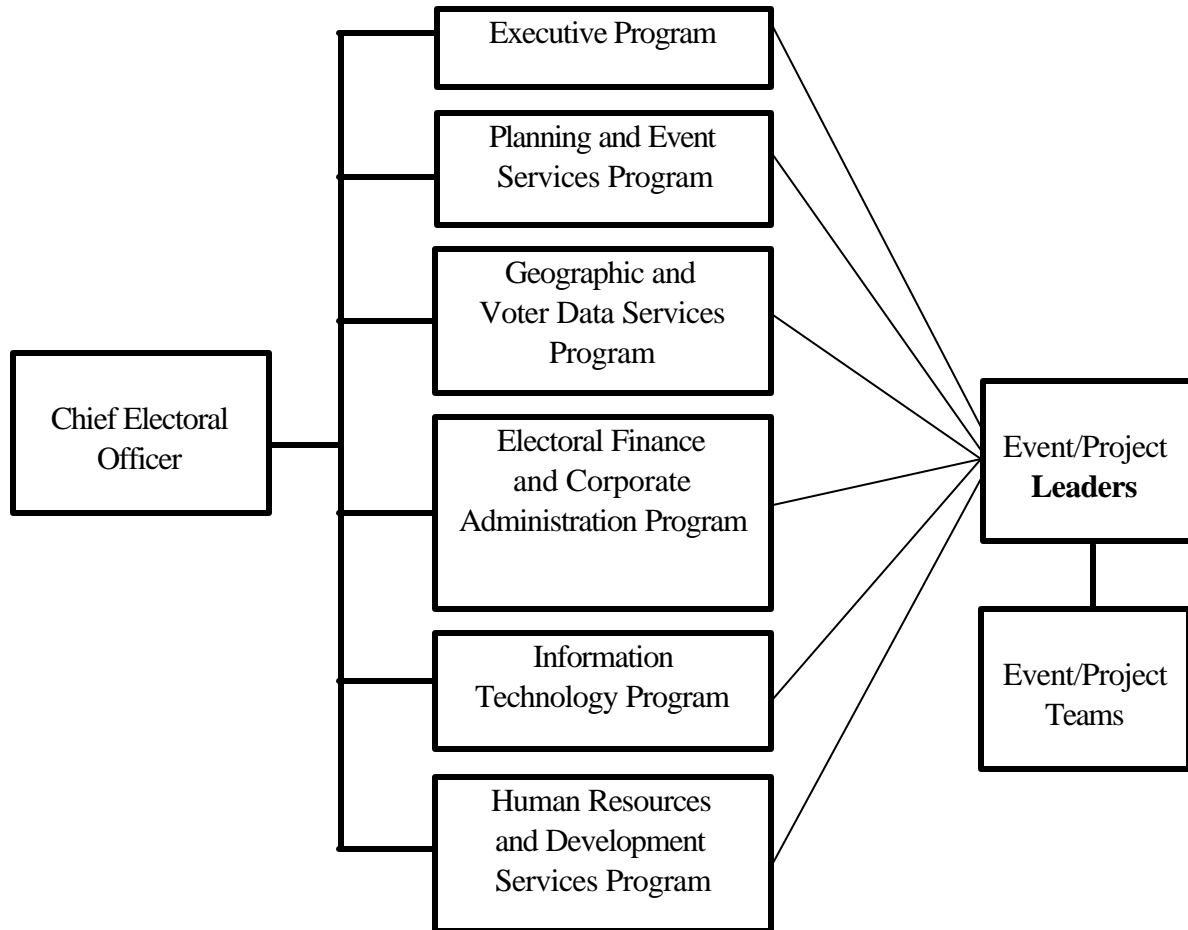 Executive Program
Planning and Event
Services Program
Geographic and
Voter Data Services
Program
Chief Electoral
Officer
Electoral Finance
and Corporate
Administration Program
Event/Project
Leaders
Information
Technology Program
Event/Project
Teams
Human Resources
and Development
Services Program